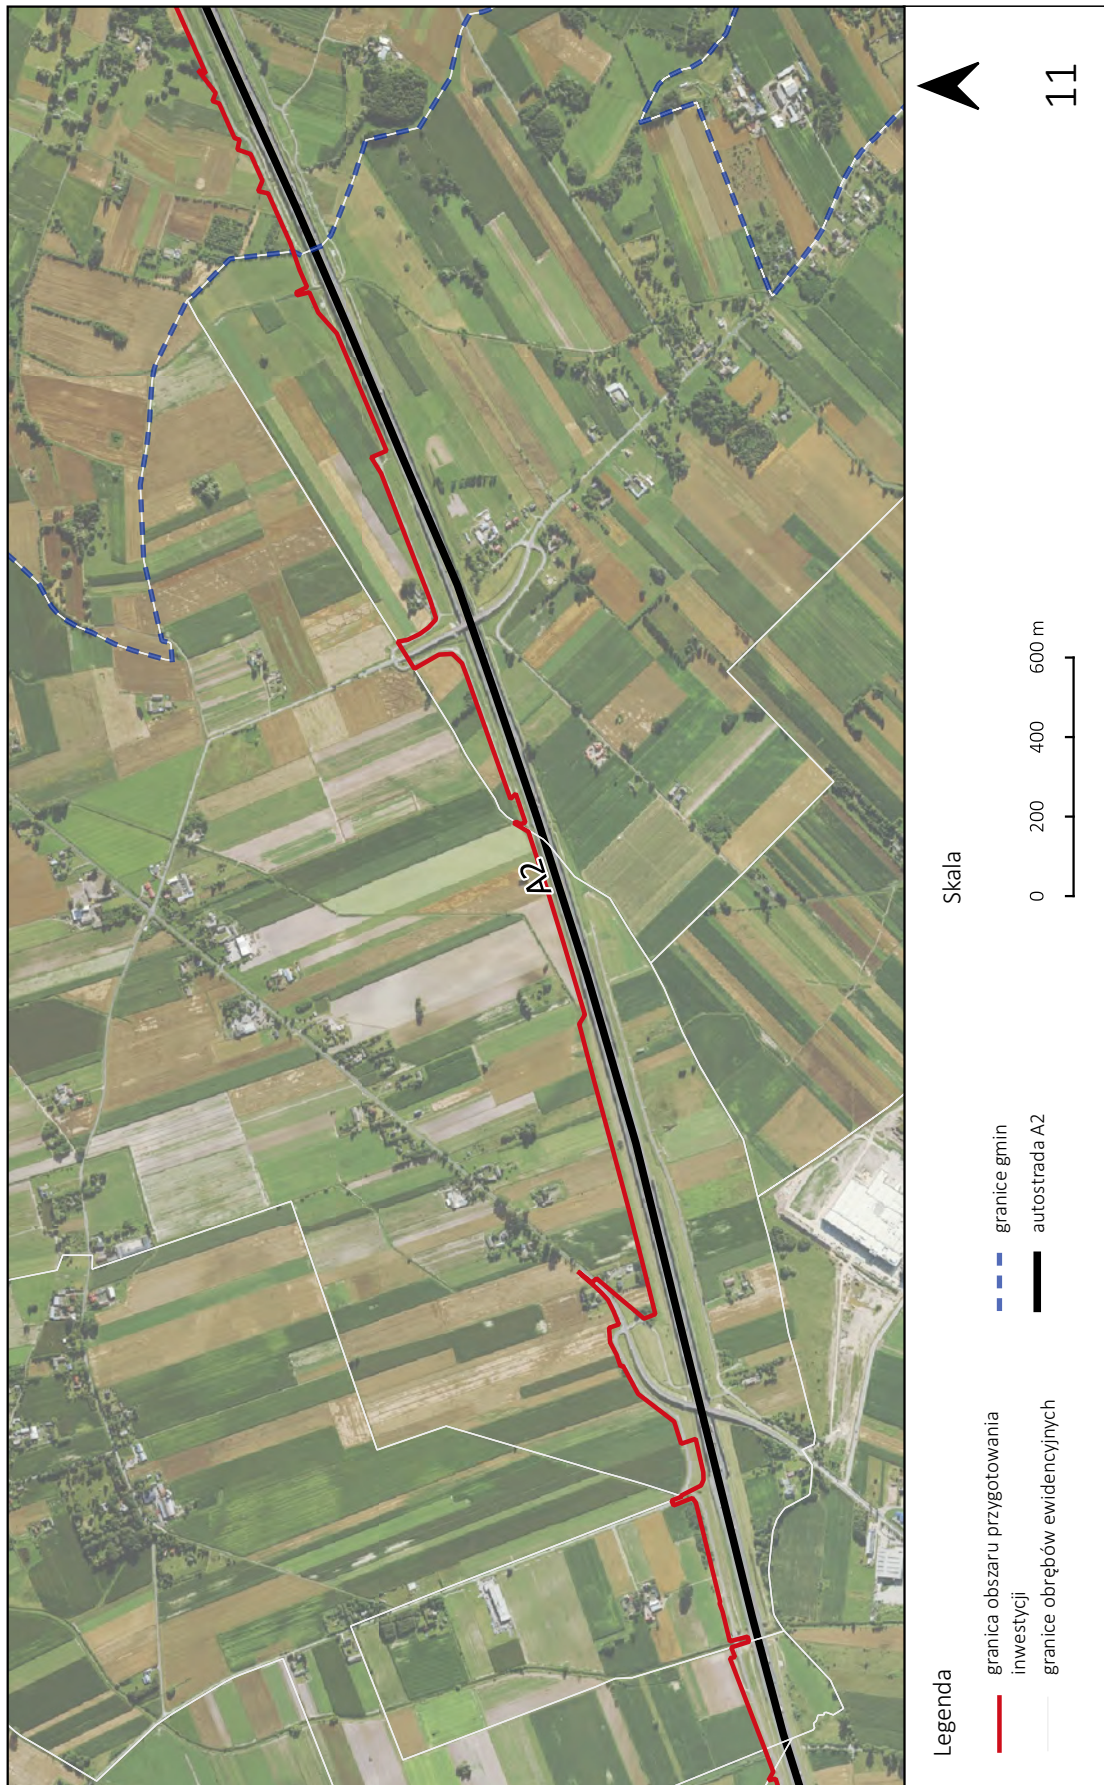 A2
Legenda
granica obszaru przygotowania
inwestycji
granice obrębów ewidencyjnych
granice gmin
autostrada A2
Skala
0 200 400 600 m
11